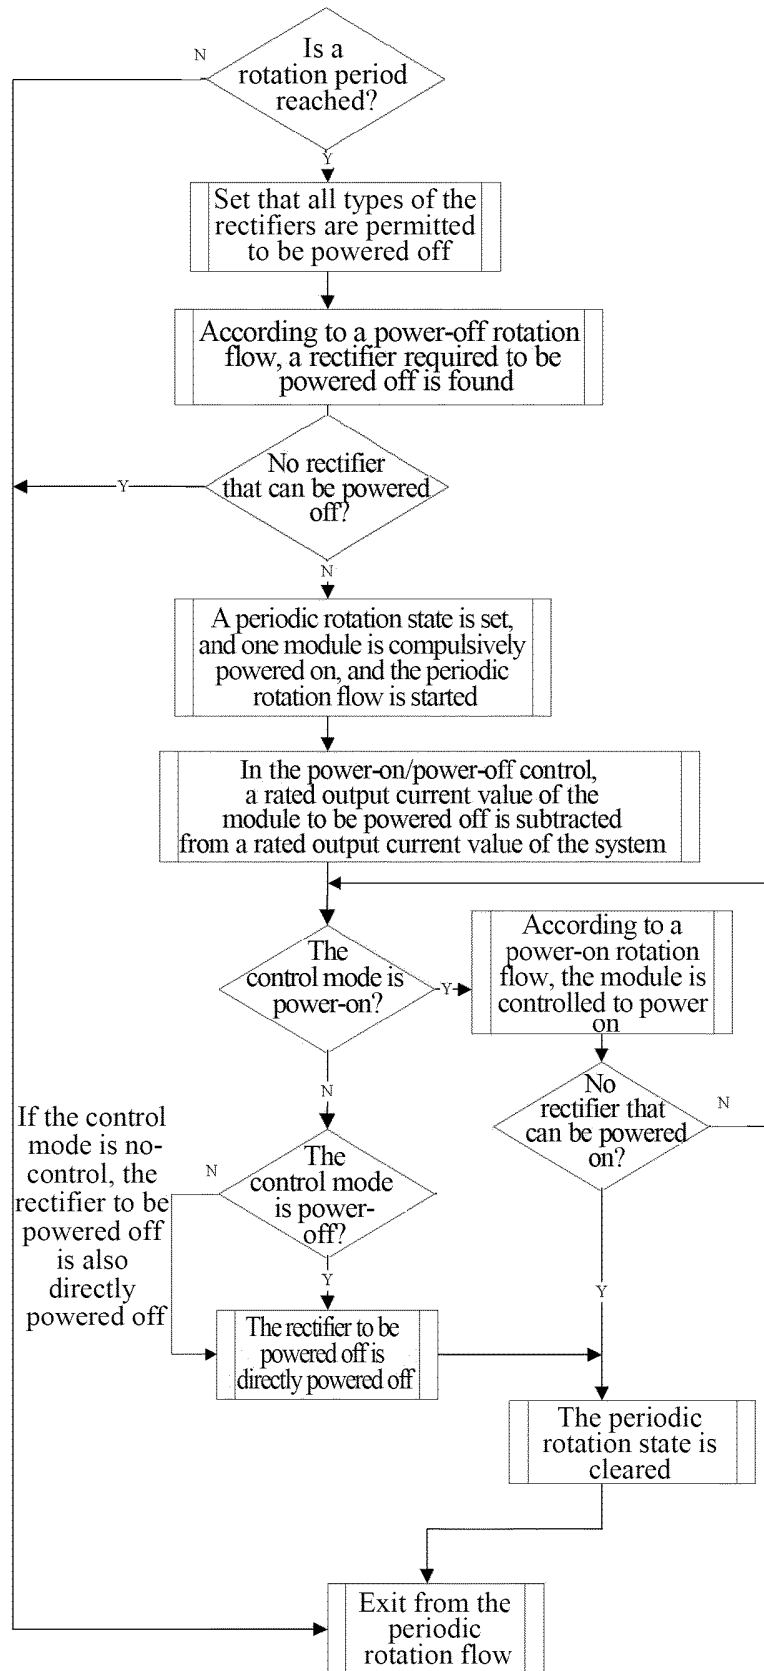 Is a
rotation period
reached?
N
Y
Set that all types of the
rectifiers are permitted
to be powered off
According to a power-off rotation
flow, a rectifier required to be
powered off is found
No rectifier
that can be powered
off?
Y
N
A periodic rotation state is set,
and one module is compulsively
powered on, and the periodic
rotation flow is started
In the power-on/power-off control,
a rated output current value of the
module to be powered off is subtracted
from a rated output current value of the system
The
control mode is
power-on?
Y
According to a
power-on rotation
flow, the module is
controlled to power
on
N
No
rectifier that
can be powered
on?
N
If the control
mode is no-
control, the
rectifier to be
powered off
is also
directly
powered off
N
The
control mode
is power-
off?
Y
Y
The rectifier to be
powered off is
directly powered off
The periodic
rotation state is
cleared
Exit from the
periodic
rotation flow